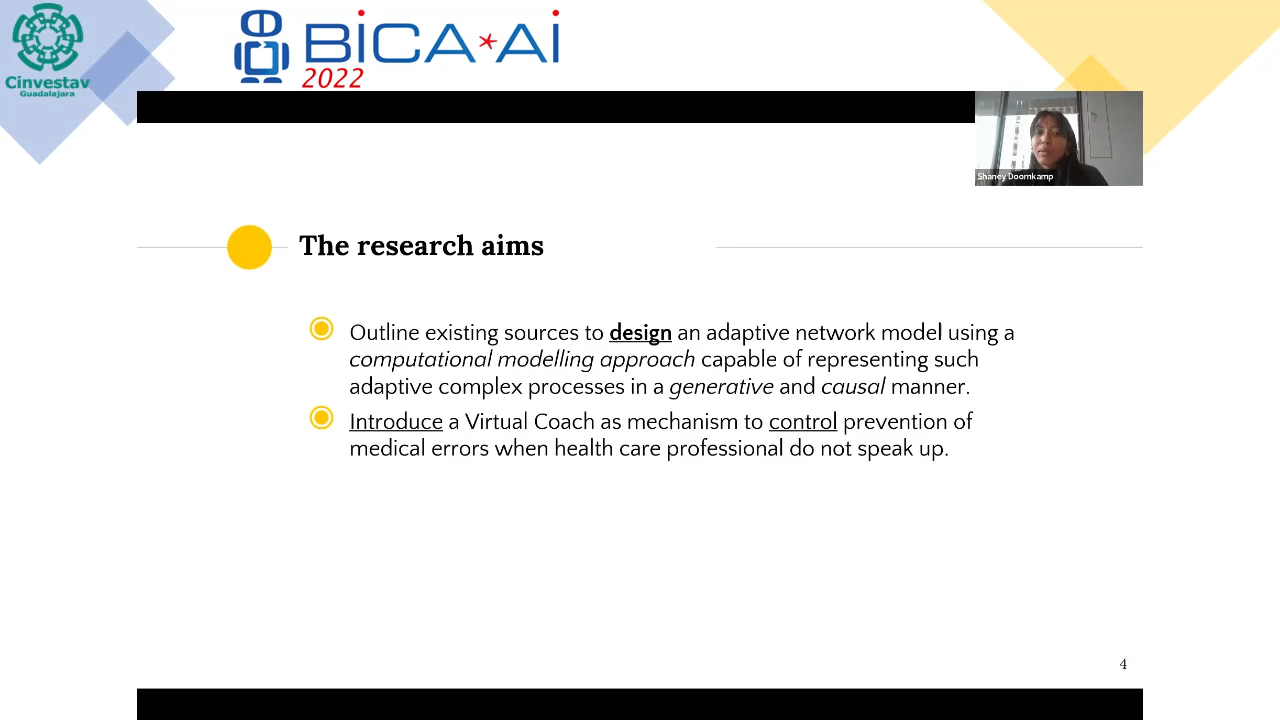 Cinvestav
Guadalajara
BiCA*Ai
2022
Shaney Doornkamp
The research aims
Outline existing sources to design an adaptive network model using a
computational modelling approach capable of representing such
adaptive complex processes in a generative and causal manner.
Introduce a Virtual Coach as mechanism to control prevention of
medical errors when health care professional do not speak up.
4